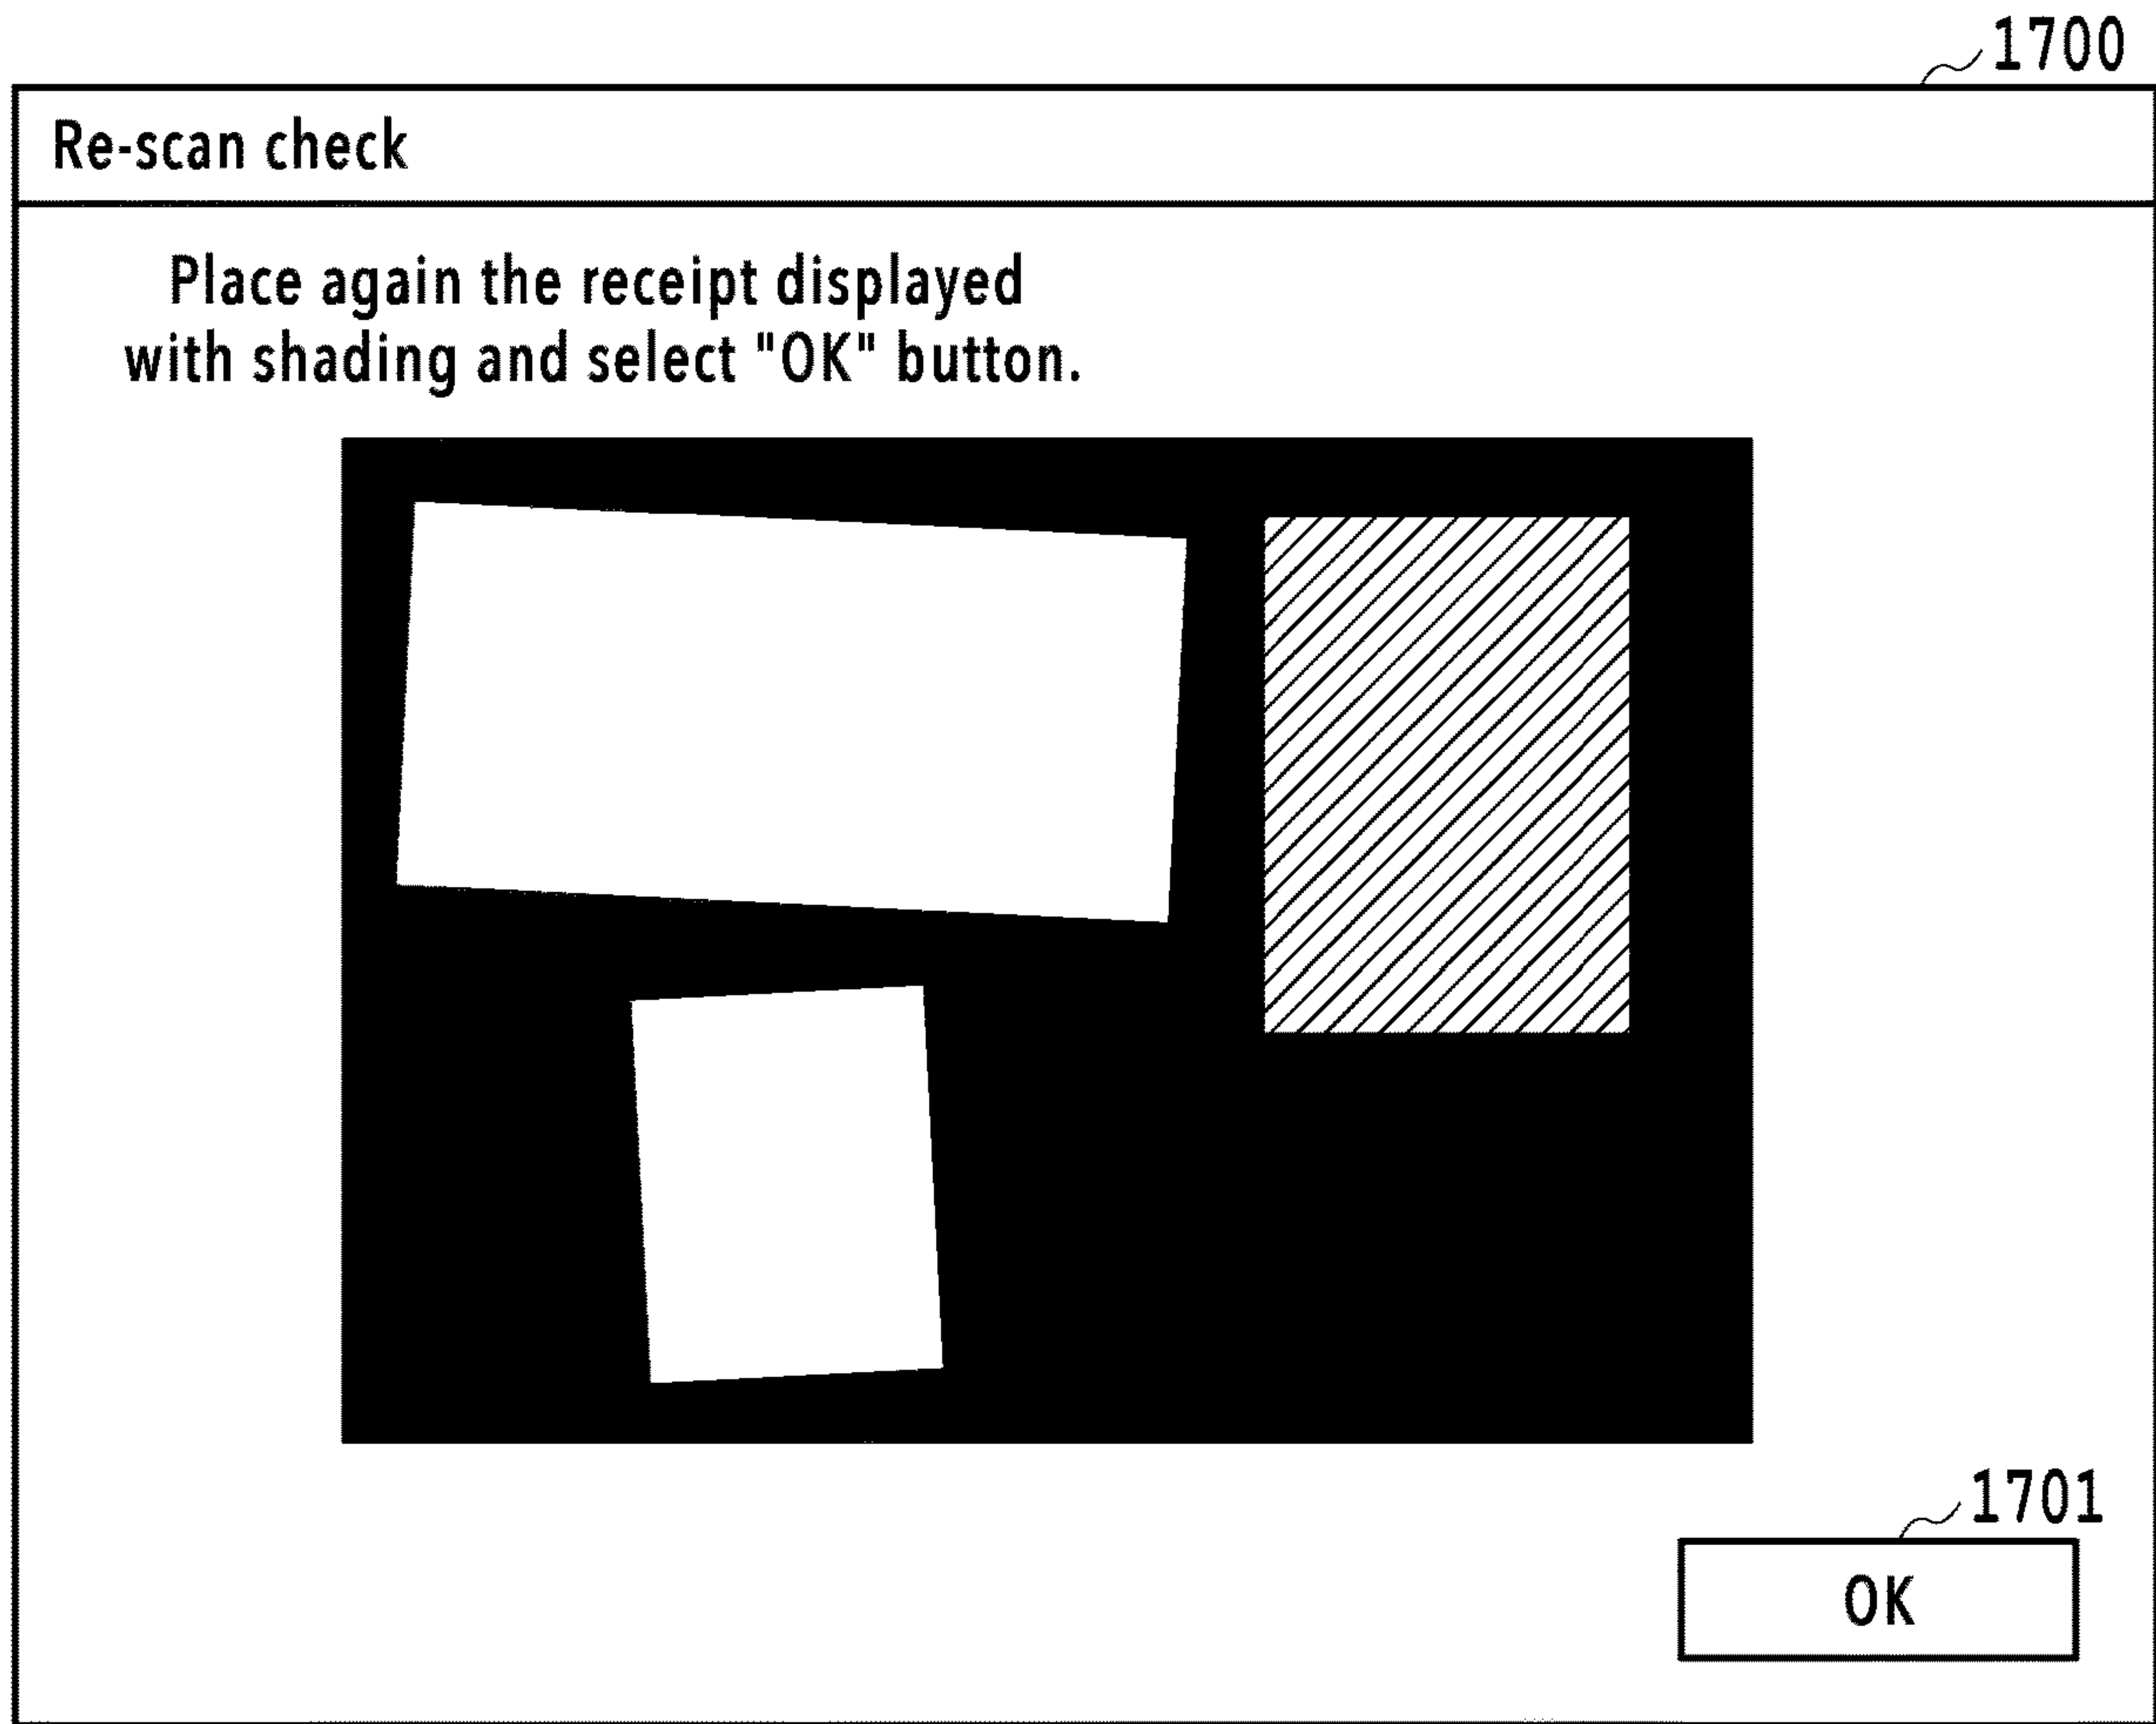 1700
Re-scan check
Place again the receipt displayed
with shading and select "OK" button.
1701
OK